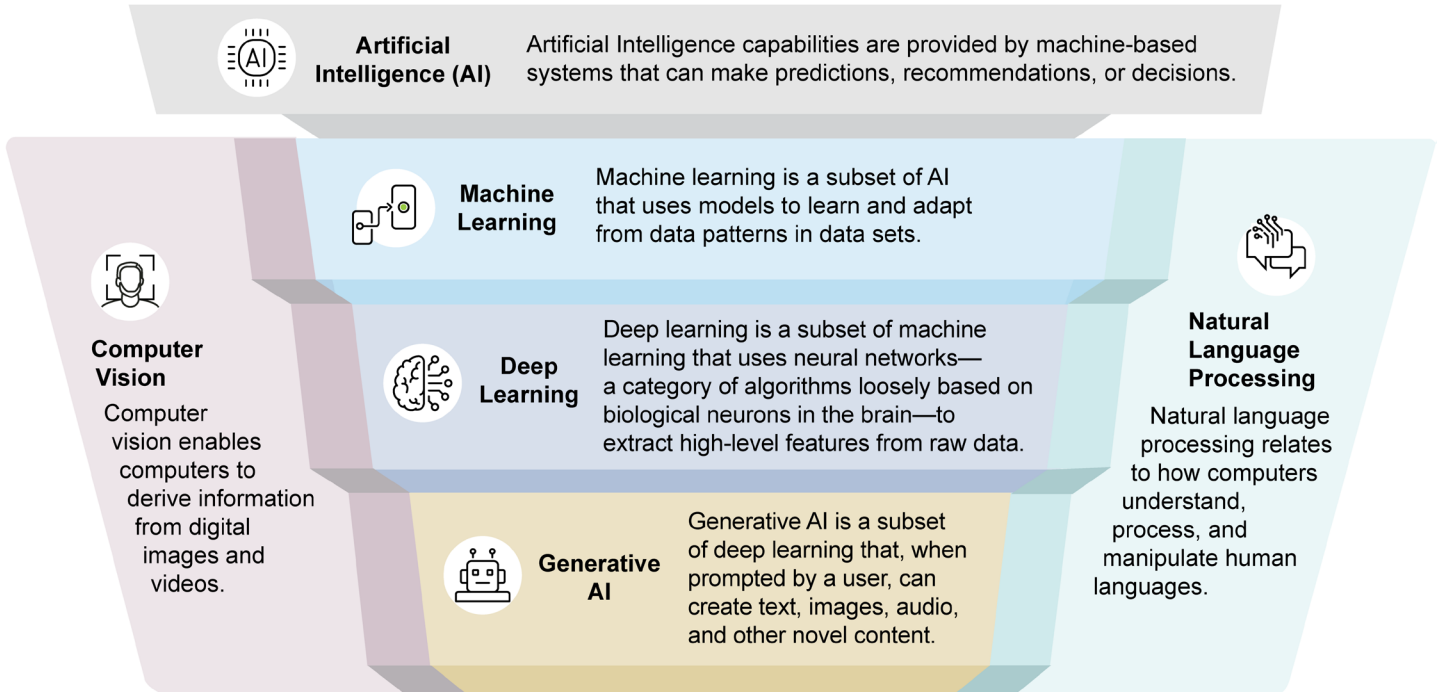 AI
Artificial
Intelligence (AI)
Artificial Intelligence capabilities are provided by machine-based
systems that can make predictions, recommendations, or decisions.
Machine
Learning
Machine learning is a subset of AI
that uses models to learn and adapt
from data patterns in data sets.
Deep
Learning
Deep learning is a subset of machine
learning that uses neural networks—
a category of algorithms loosely based on
biological neurons in the brain—to
extract high-level features from raw data.
Generative
AI
Generative AI is a subset
of deep learning that, when
prompted by a user, can
create text, images, audio,
and other novel content.
Computer
Vision
Computer
vision enables
computers to
derive information
from digital
images and
videos.
Natural
Language
Processing
Natural language
processing relates
to how computers
understand,
process, and
manipulate human
languages.